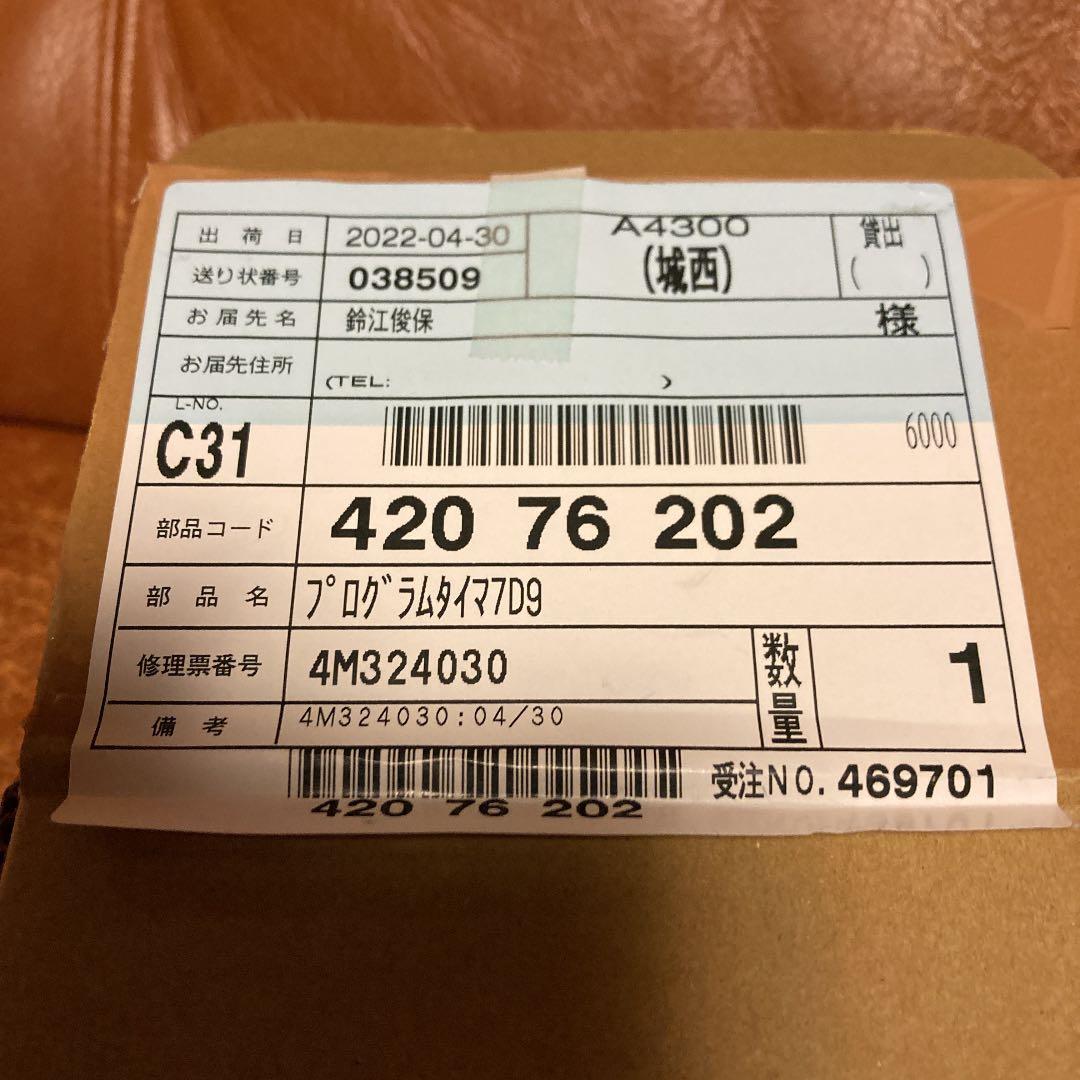 出荷日 2022-04-30 A4300 貸出
送り状番号 038509 (城西) ( )
お届先名 鈴江俊保 様
お届先住所 (TEL: )
L-NO.
C31 6000
部品コード 420 76 202
部品名 プログラムタイマ7D9
修理票番号 4M324030 数量 1
備考 4M324030:04/30
420 76 202 受注NO. 469701